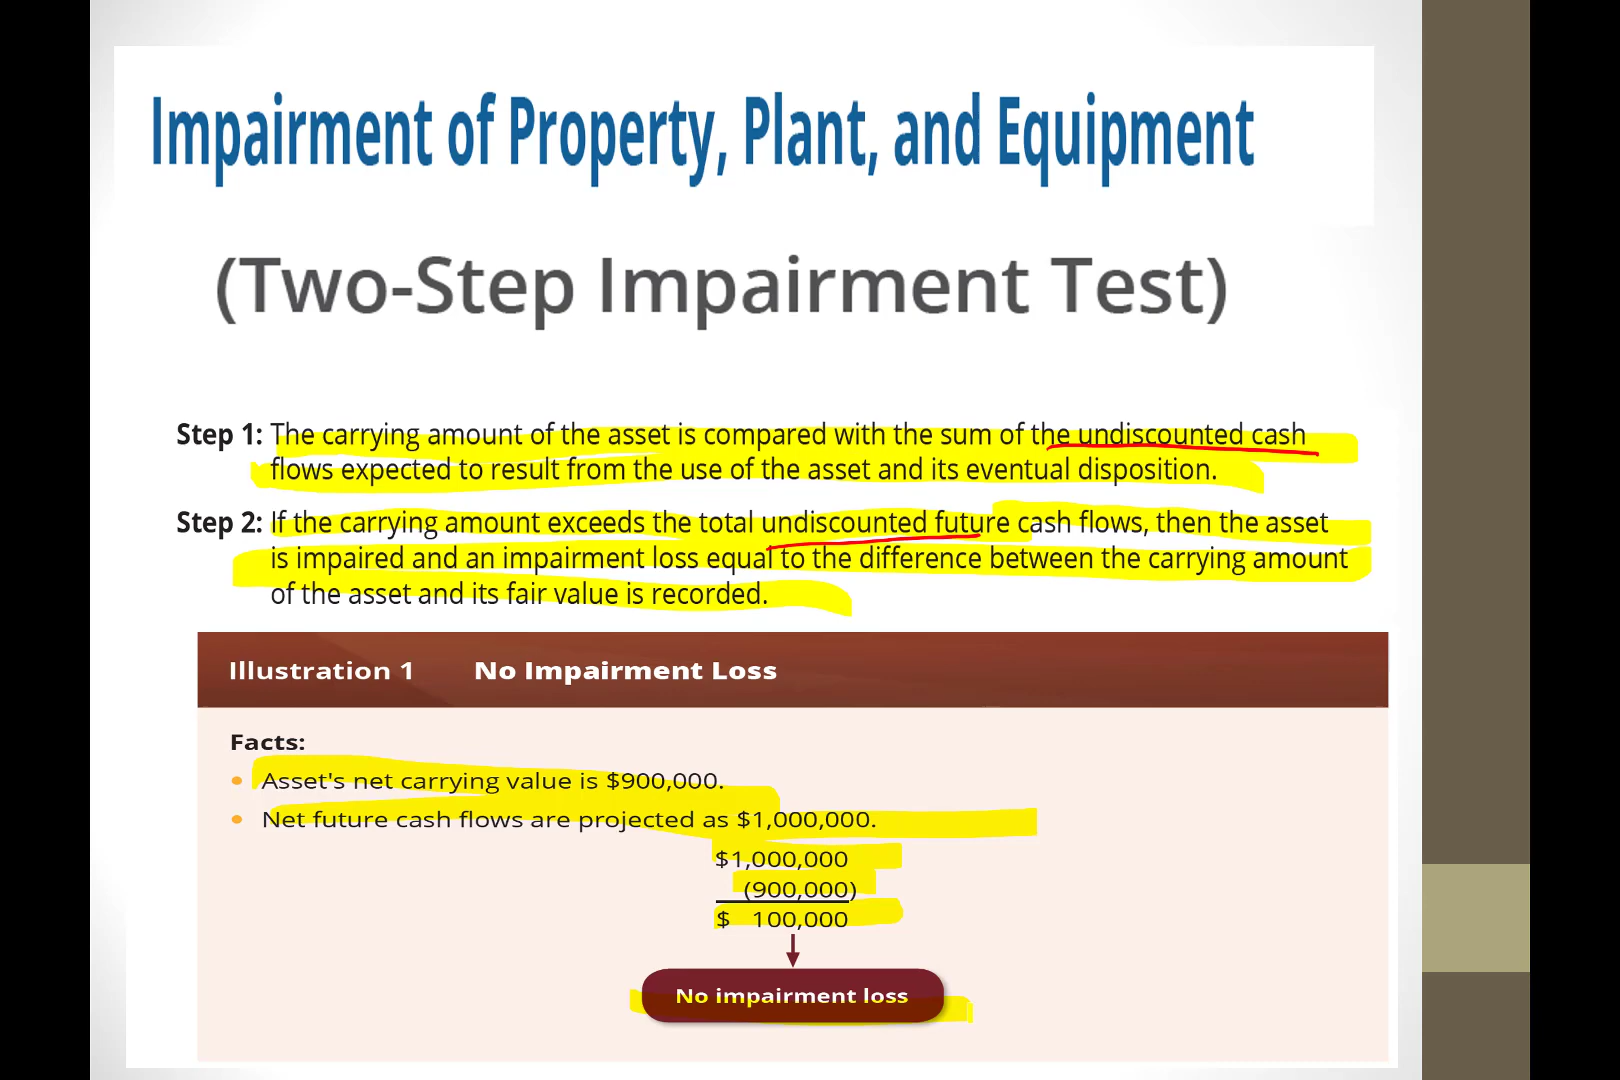 Impairment of Property, Plant, and Equipment
(Two-Step Impairment Test)
Step 1: The carrying amount of the asset is compared with the sum of the undiscounted cash
flows expected to result from the use of the asset and its eventual disposition.
Step 2: If the carrying amount exceeds the total undiscounted future cash flows, then the asset
is impaired and an impairment loss equal to the difference between the carrying amount
of the asset and its fair value is recorded.
Illustration 1 No Impairment Loss
Facts:
• Asset's net carrying value is $900,000.
• Net future cash flows are projected as $1,000,000.
$1,000,000
(900,000)
$ 100,000
No impairment loss